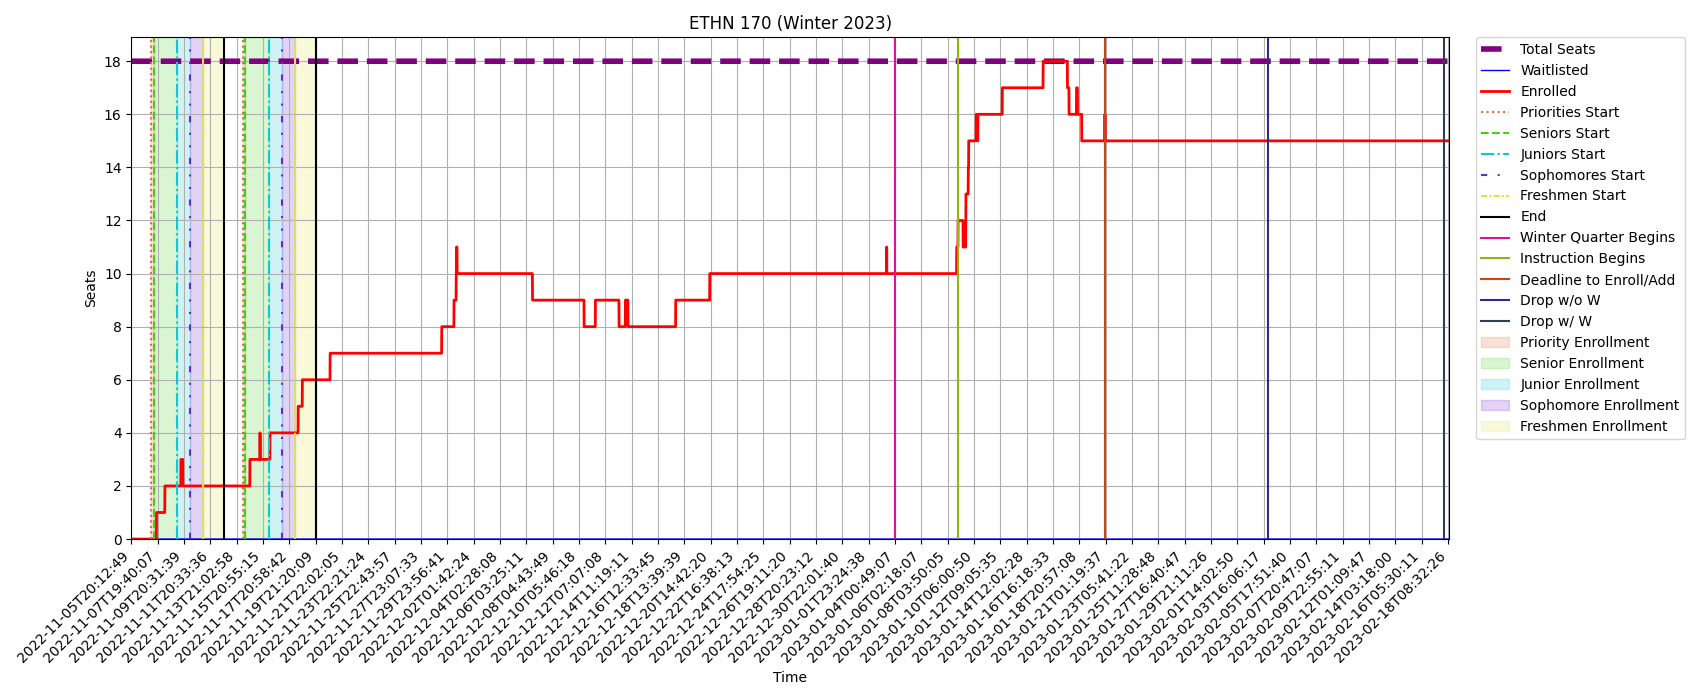 ETHN 170 (Winter 2023)
Seats
18
16
14
12
10
8
6
4
2
0
2022-11-05T20:12:49
2022-11-07T19:40:07
2022-11-09T20:31:39
2022-11-11T20:33:36
2022-11-13T21:02:58
2022-11-15T20:55:15
2022-11-17T20:58:42
2022-11-19T21:20:09
2022-11-21T22:02:05
2022-11-23T22:21:24
2022-11-25T22:43:57
2022-11-27T23:07:33
2022-11-29T23:56:41
2022-12-04T01:42:24
2022-12-04T02:28:08
2022-12-06T03:25:11
2022-12-08T04:43:49
2022-12-10T05:46:18
2022-12-12T07:07:08
2022-12-14T11:19:11
2022-12-16T12:33:45
2022-12-18T13:39:39
2022-12-20T14:42:20
2022-12-22T16:38:13
2022-12-24T17:54:25
2022-12-26T19:11:20
2022-12-28T20:23:12
2022-12-30T22:01:40
2023-01-01T23:24:38
2023-01-04T00:49:07
2023-01-06T02:18:07
2023-01-08T03:50:05
2023-01-10T06:00:50
2023-01-12T09:05:35
2023-01-14T12:02:28
2023-01-16T16:18:33
2023-01-18T20:57:08
2023-01-21T01:19:37
2023-01-23T05:41:22
2023-01-25T11:28:48
2023-01-27T16:40:47
2023-01-29T21:11:26
2023-02-01T14:02:50
2023-02-03T16:06:17
2023-02-05T17:51:40
2023-02-07T20:47:07
2023-02-09T22:55:11
2023-02-12T01:09:47
2023-02-14T03:18:00
2023-02-16T05:30:11
2023-02-18T08:32:26
Time
Total Seats
Waitlisted
Enrolled
Priorities Start
Seniors Start
Juniors Start
Sophomores Start
Freshmen Start
End
Winter Quarter Begins
Instruction Begins
Deadline to Enroll/Add
Drop w/o W
Drop w/ W
Priority Enrollment
Senior Enrollment
Junior Enrollment
Sophomore Enrollment
Freshmen Enrollment